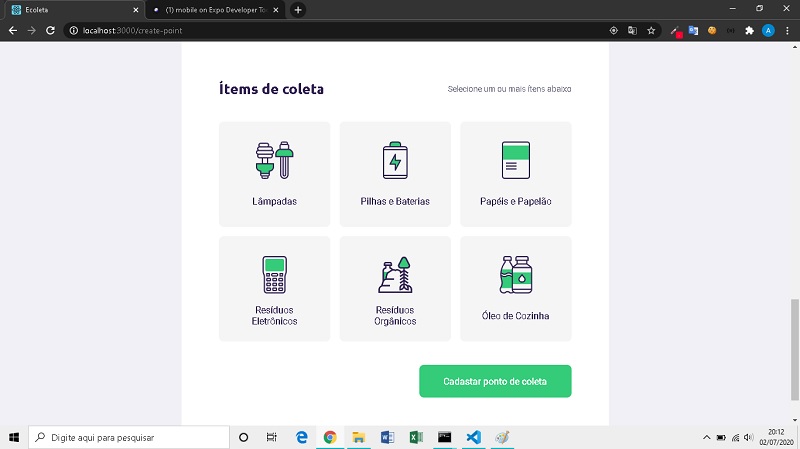 Ecoleta
(1) mobile on Expo Developer To
localhost:3000/create-point
A
Ítems de coleta
Selecione um ou mais ítens abaixo
Lâmpadas
Pilhas e Baterias
Papéis e Papelão
Resíduos
Eletrônicos
Resíduos
Orgânicos
Óleo de Cozinha
Cadastar ponto de coleta
Digite aqui para pesquisar
20:12
02/07/2020